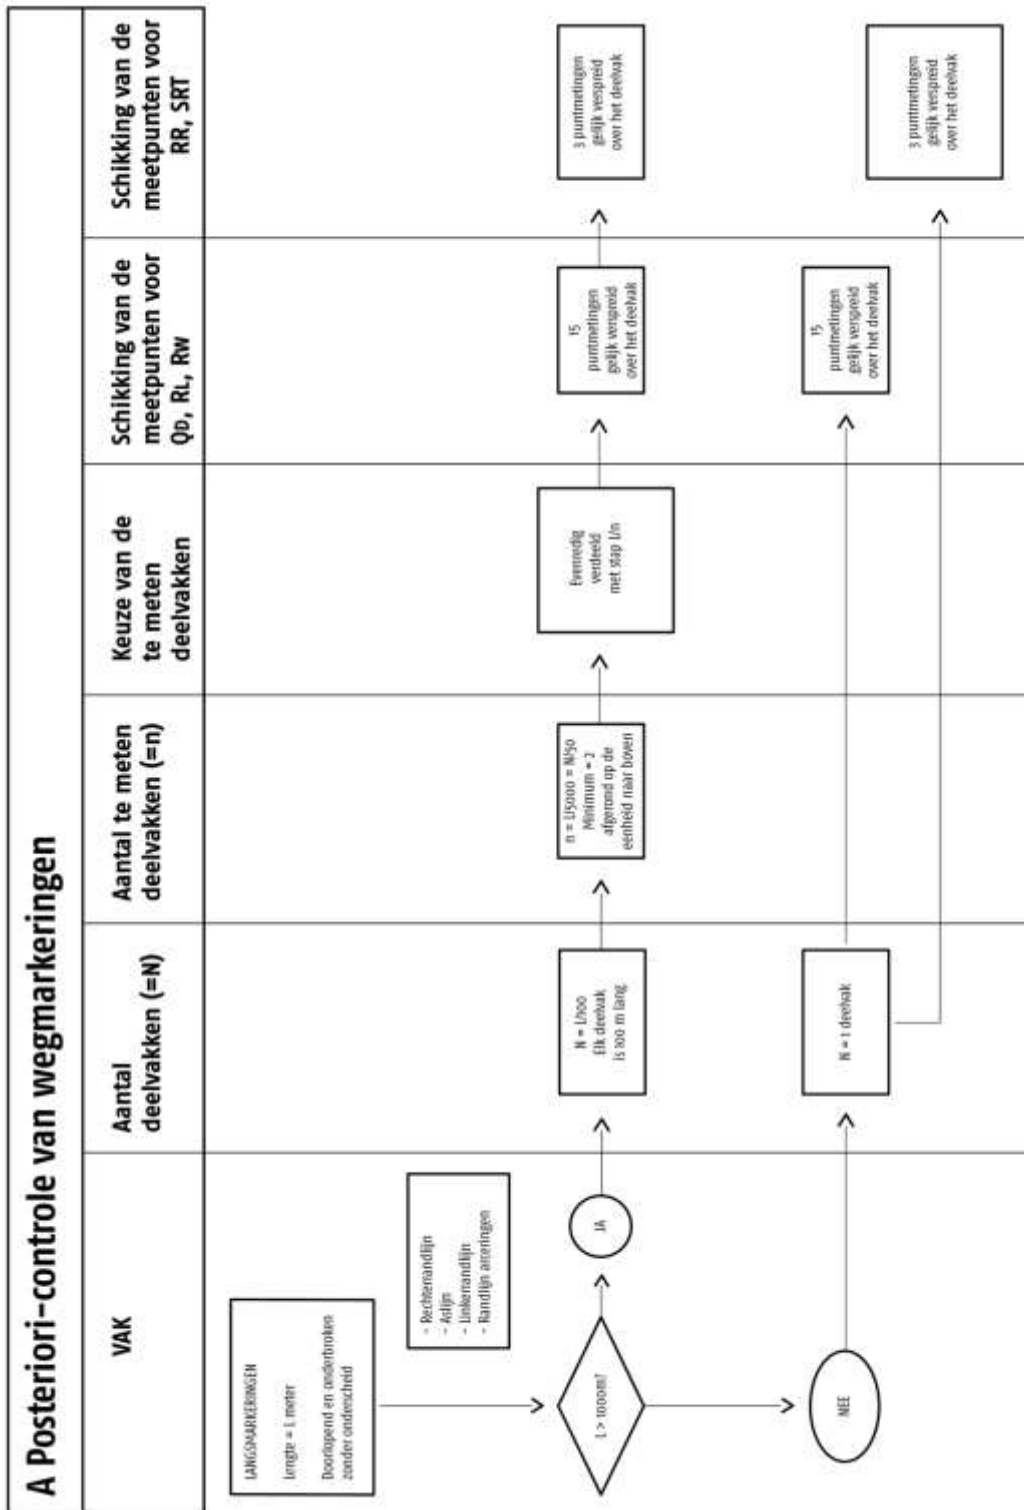 A Posteriori-controle van wegmarkeringen
VAK
Aantal
deelvakken (=N)
Aantal te meten
deelvakken (=n)
Keuze van de
te meten
deelvakken
Schikking van de
meetpunten voor
QD, RL, RW
Schikking van de
meetpunten voor
RR, SRT
LANGSMARKERINGEN
Lengte = L meter
Doorlopend en onderbroken
zonder onderscheid
- Rechterrandlijn
- Aslijn
- Linkerrandlijn
- Randlijn arceringen
L > 1000m?
JA
N = L/100
Elk deelvak
is 100 m lang
n = L/5000 = N/50
Minimum = 2
afgerond op de
eenheid naar boven
Evenredig
verdeeld
met stap L/n
15
puntmetingen
gelijk verspreid
over het deelvak
3 puntmetingen
gelijk verspreid
over het deelvak
NEE
N = 1 deelvak
15
puntmetingen
gelijk verspreid
over het deelvak
3 puntmetingen
gelijk verspreid
over het deelvak